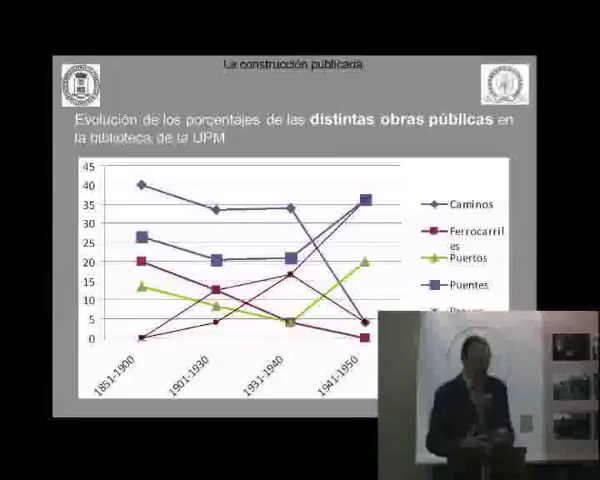 La construcción publicada
Evolución de los porcentajes de las distintas obras públicas en
la biblioteca de la UPM
45
40
35
30
25
20
15
10
5
0
1851-1900
1901-1930
1931-1940
1941-1950
Caminos
Ferrocarril
es
Puertos
Puentes